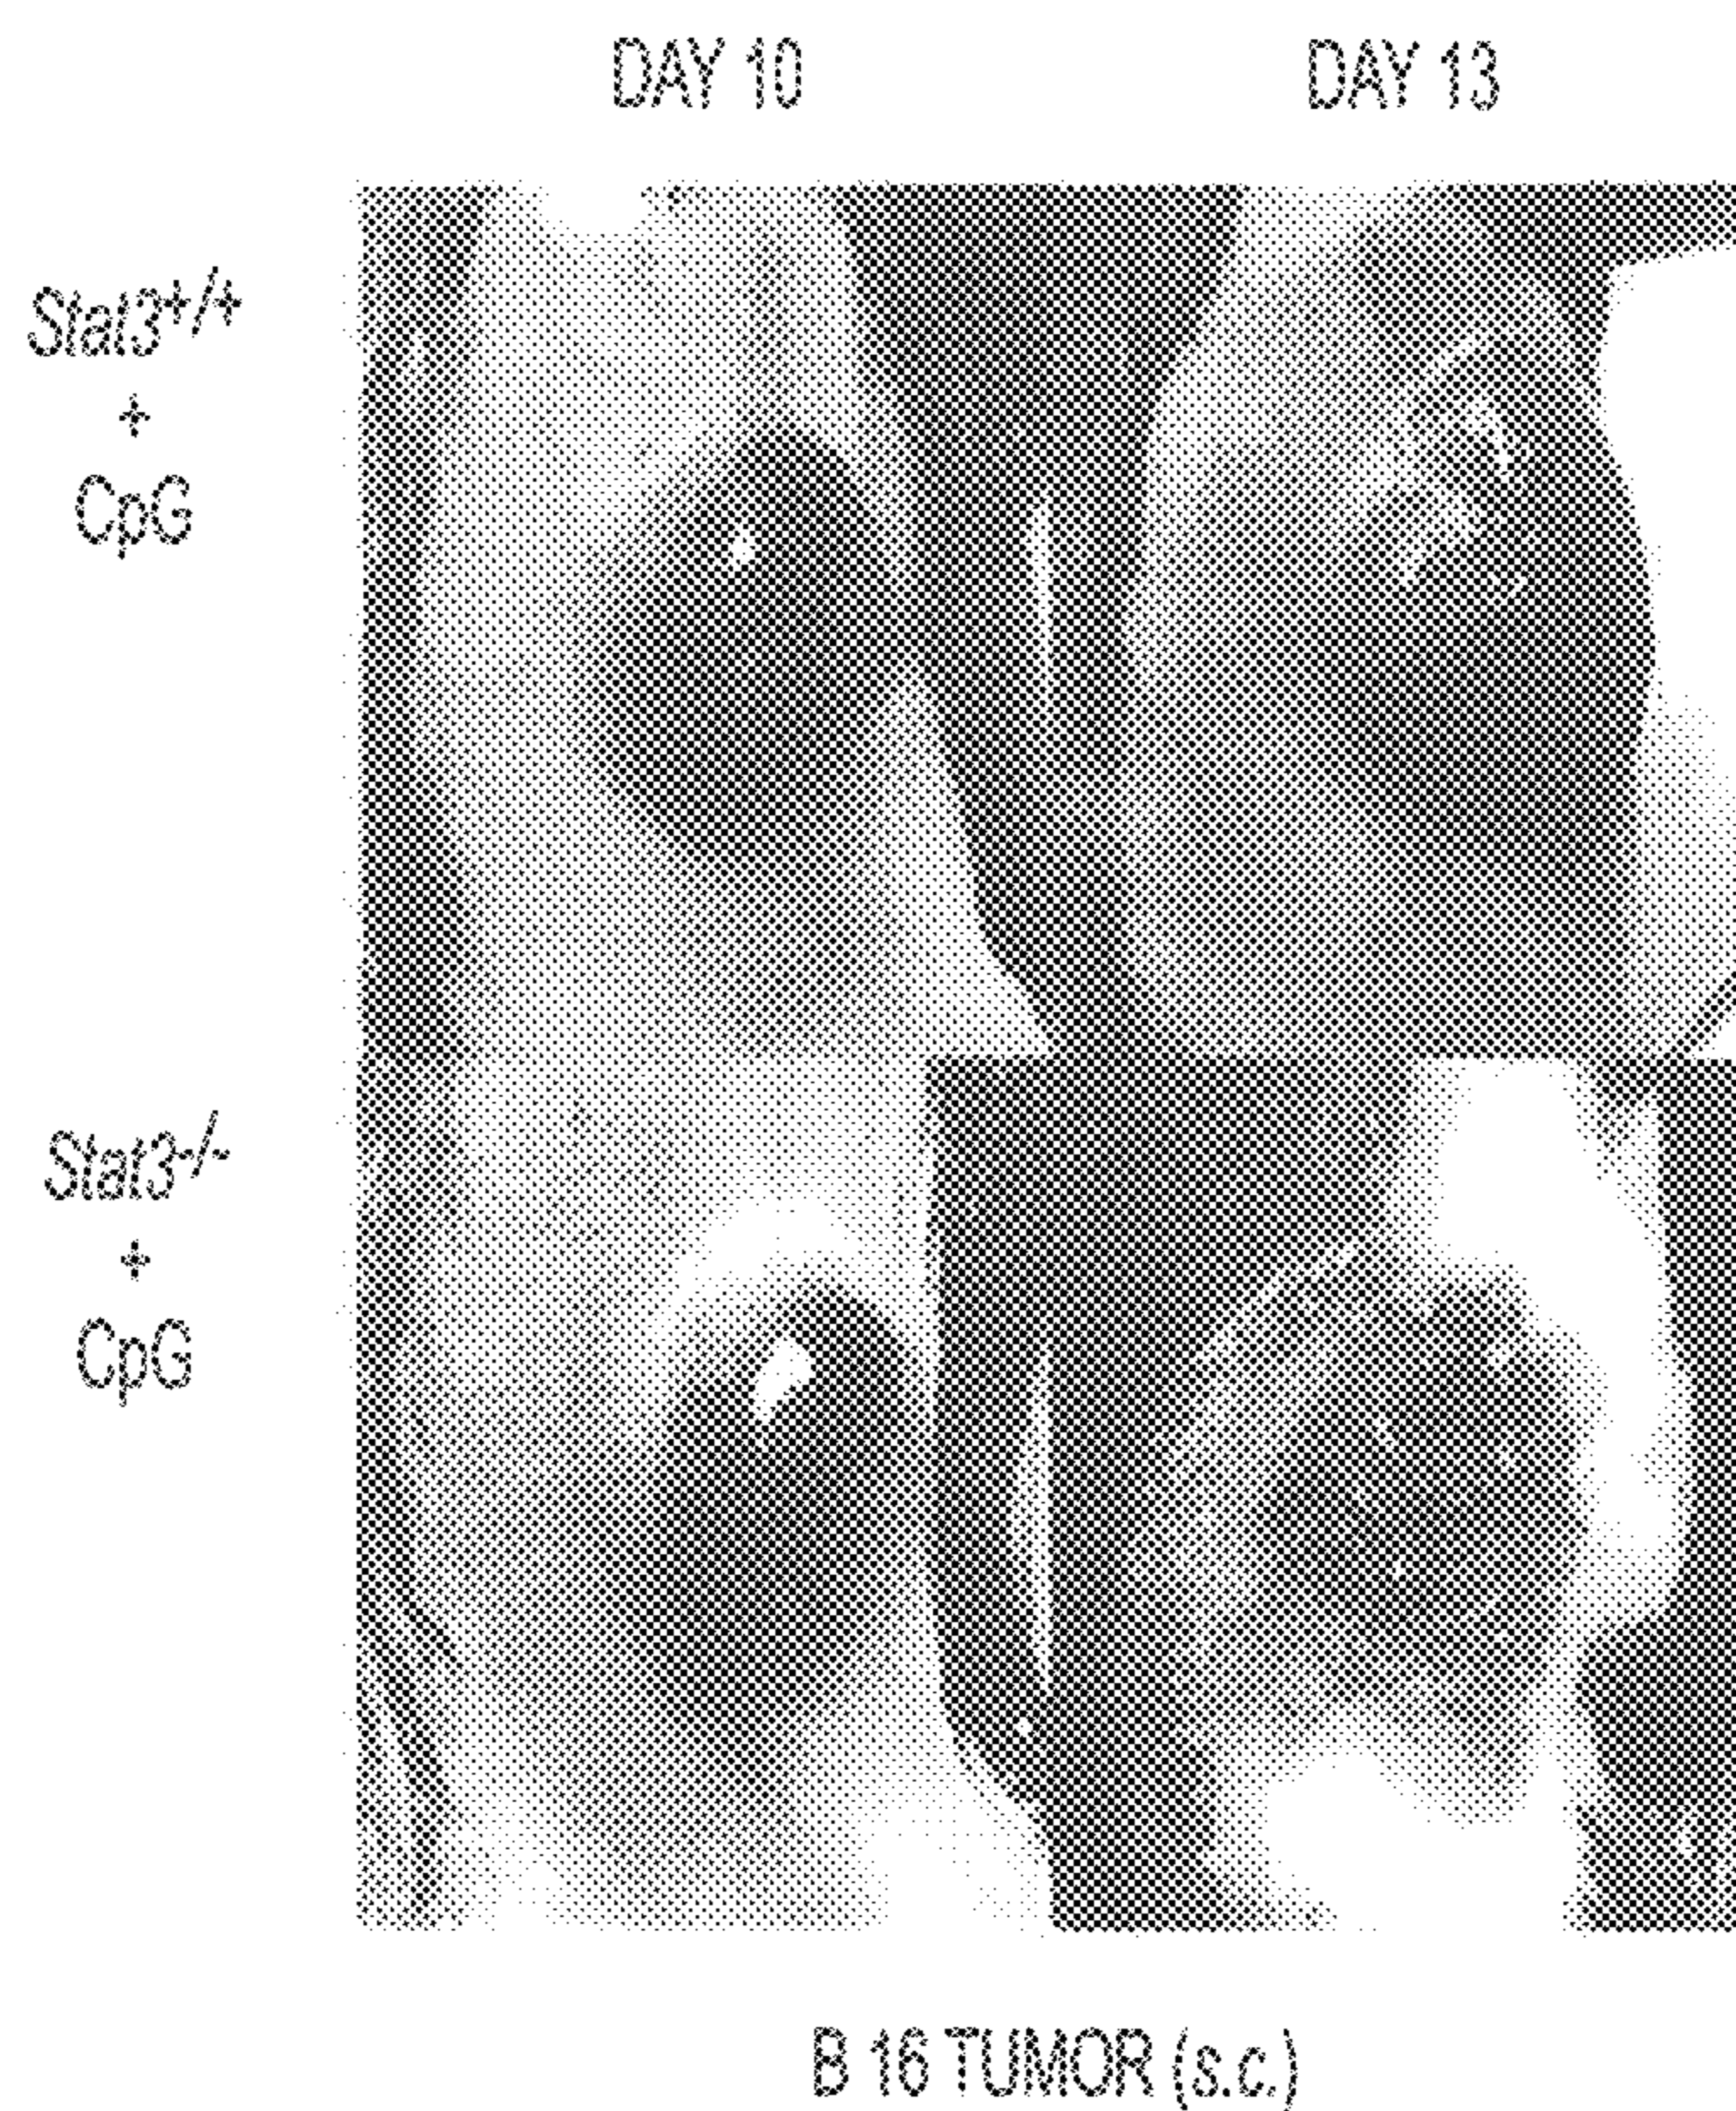 DAY 10 DAY 13
Stat3+/+
+
CpG
Stat3-/-
+
CpG
B 16 TUMOR (s.c.)